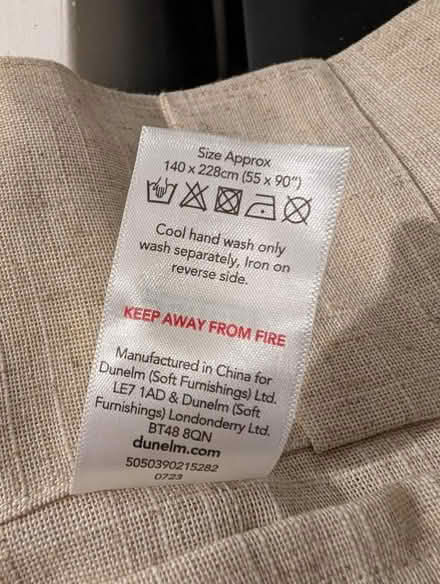 Size Approx
140 x 228cm (55 x 90")
Cool hand wash only
wash separately, Iron on
reverse side.
KEEP AWAY FROM FIRE
Manufactured in China for
Dunelm (Soft Furnishings) Ltd.
LE7 1AD & Dunelm (Soft
Furnishings) Londonderry Ltd.
BT48 8QN
dunelm.com
5050390215282
0723